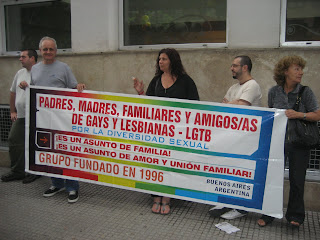 PADRES, MADRES, FAMILIARES Y AMIGOS/AS
DE GAYS Y LESBIANAS - LGTB
POR LA DIVERSIDAD SEXUAL
¡ES UN ASUNTO DE FAMILIA!
¡ES UN ASUNTO DE AMOR Y UNIÓN FAMILIAR!
GRUPO FUNDADO EN 1996
BUENOS AIRES
ARGENTINA